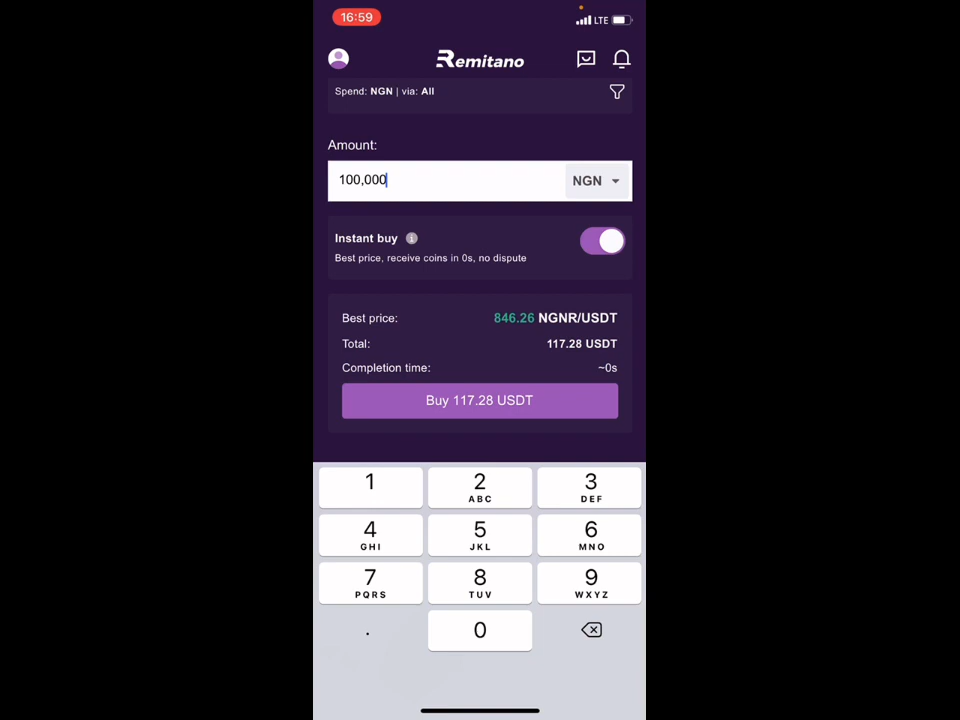 16:59
LTE
Remitano
Spend: NGN | via: All
Amount:
100,000
NGN
Instant buy i
Best price, receive coins in 0s, no dispute
Best price: 846.26 NGNR/USDT
Total: 117.28 USDT
Completion time: ~0s
Buy 117.28 USDT
1 2 3
ABC DEF
4 5 6
GHI JKL MNO
7 8 9
PQRS TUV WXYZ
. 0